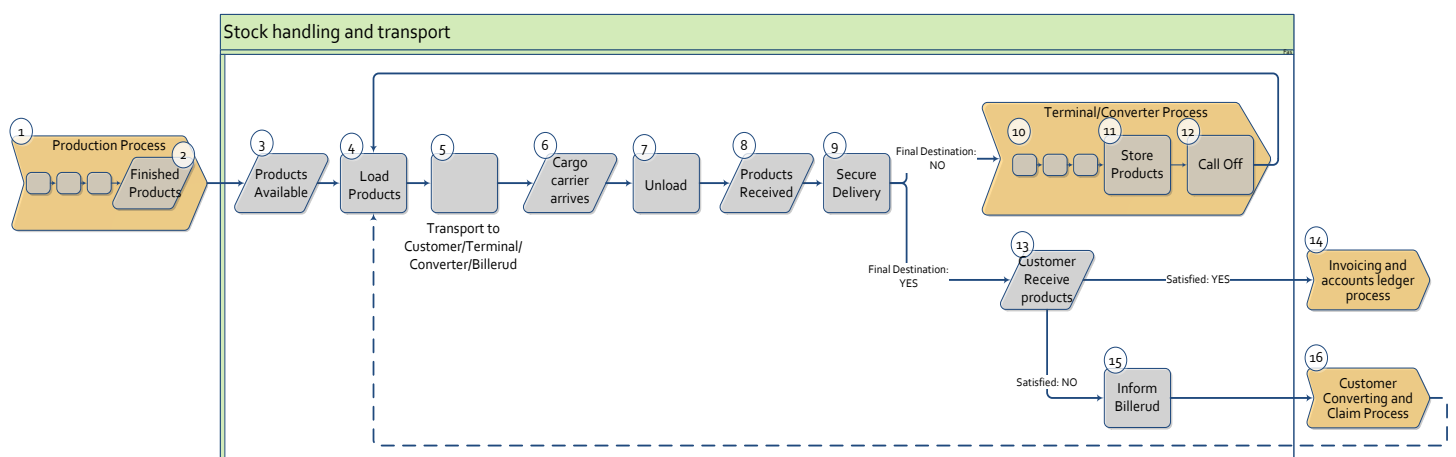 Stock handling and transport
1
Production Process
2
Finished
Products
3
Products
Available
4
Load
Products
5
Transport to
Customer/Terminal/
Converter/Billerud
6
Cargo
carrier
arrives
7
Unload
8
Products
Received
9
Secure
Delivery
Final Destination:
NO
Terminal/Converter Process
10
11
Store
Products
12
Call Off
Final Destination:
YES
13
Customer
Receive
products
Satisfied: YES
14
Invoicing and
accounts ledger
process
Satisfied: NO
15
Inform
Billerud
16
Customer
Converting and
Claim Process